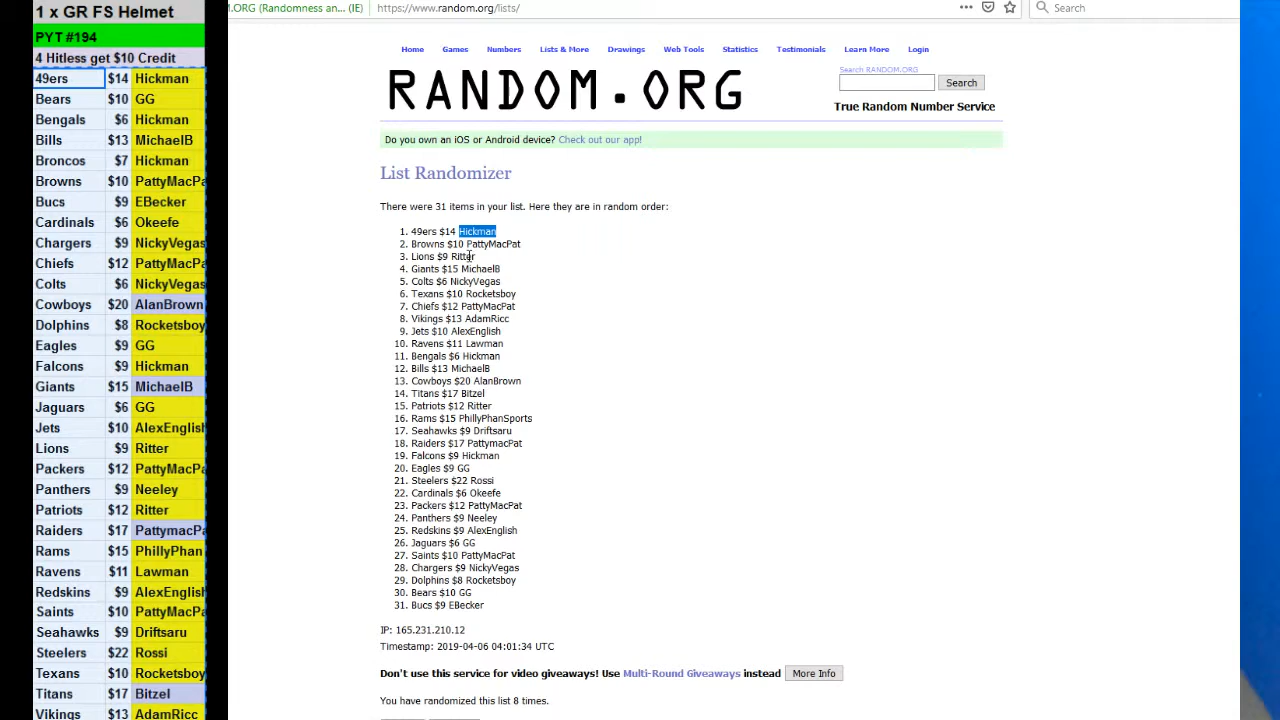 1 x GR FS Helmet
PYT #194
4 Hitless get $10 Credit
49ers $14 Hickman
Bears $10 GG
Bengals $6 Hickman
Bills $13 MichaelB
Broncos $7 Hickman
Browns $10 PattyMacPa
Bucs $9 EBecker
Cardinals $6 Okeefe
Chargers $9 NickyVegas
Chiefs $12 PattyMacPa
Colts $6 NickyVegas
Cowboys $20 AlanBrown
Dolphins $8 Rocketsboy
Eagles $9 GG
Falcons $9 Hickman
Giants $15 MichaelB
Jaguars $6 GG
Jets $10 AlexEnglish
Lions $9 Ritter
Packers $12 PattyMacPa
Panthers $9 Neeley
Patriots $12 Ritter
Raiders $17 PattymacPa
Rams $15 PhillyPhan
Ravens $11 Lawman
Redskins $9 AlexEnglish
Saints $10 PattyMacPa
Seahawks $9 Driftsaru
Steelers $22 Rossi
Texans $10 Rocketsboy
Titans $17 Bitzel
Vikings $13 AdamRicc
.ORG (Randomness an... (IE) https://www.random.org/lists/ Search
Home Games Numbers Lists & More Drawings Web Tools Statistics Testimonials Learn More Login
RANDOM.ORG
Search RANDOM.ORG
Search
True Random Number Service
Do you own an iOS or Android device? Check out our app!
List Randomizer
There were 31 items in your list. Here they are in random order:
1. 49ers $14 Hickman
2. Browns $10 PattyMacPat
3. Lions $9 Ritter
4. Giants $15 MichaelB
5. Colts $6 NickyVegas
6. Texans $10 Rocketsboy
7. Chiefs $12 PattyMacPat
8. Vikings $13 AdamRicc
9. Jets $10 AlexEnglish
10. Ravens $11 Lawman
11. Bengals $6 Hickman
12. Bills $13 MichaelB
13. Cowboys $20 AlanBrown
14. Titans $17 Bitzel
15. Patriots $12 Ritter
16. Rams $15 PhillyPhanSports
17. Seahawks $9 Driftsaru
18. Raiders $17 PattymacPat
19. Falcons $9 Hickman
20. Eagles $9 GG
21. Steelers $22 Rossi
22. Cardinals $6 Okeefe
23. Packers $12 PattyMacPat
24. Panthers $9 Neeley
25. Redskins $9 AlexEnglish
26. Jaguars $6 GG
27. Saints $10 PattyMacPat
28. Chargers $9 NickyVegas
29. Dolphins $8 Rocketsboy
30. Bears $10 GG
31. Bucs $9 EBecker
IP: 165.231.210.12
Timestamp: 2019-04-06 04:01:34 UTC
Don't use this service for video giveaways! Use Multi-Round Giveaways instead More Info
You have randomized this list 8 times.